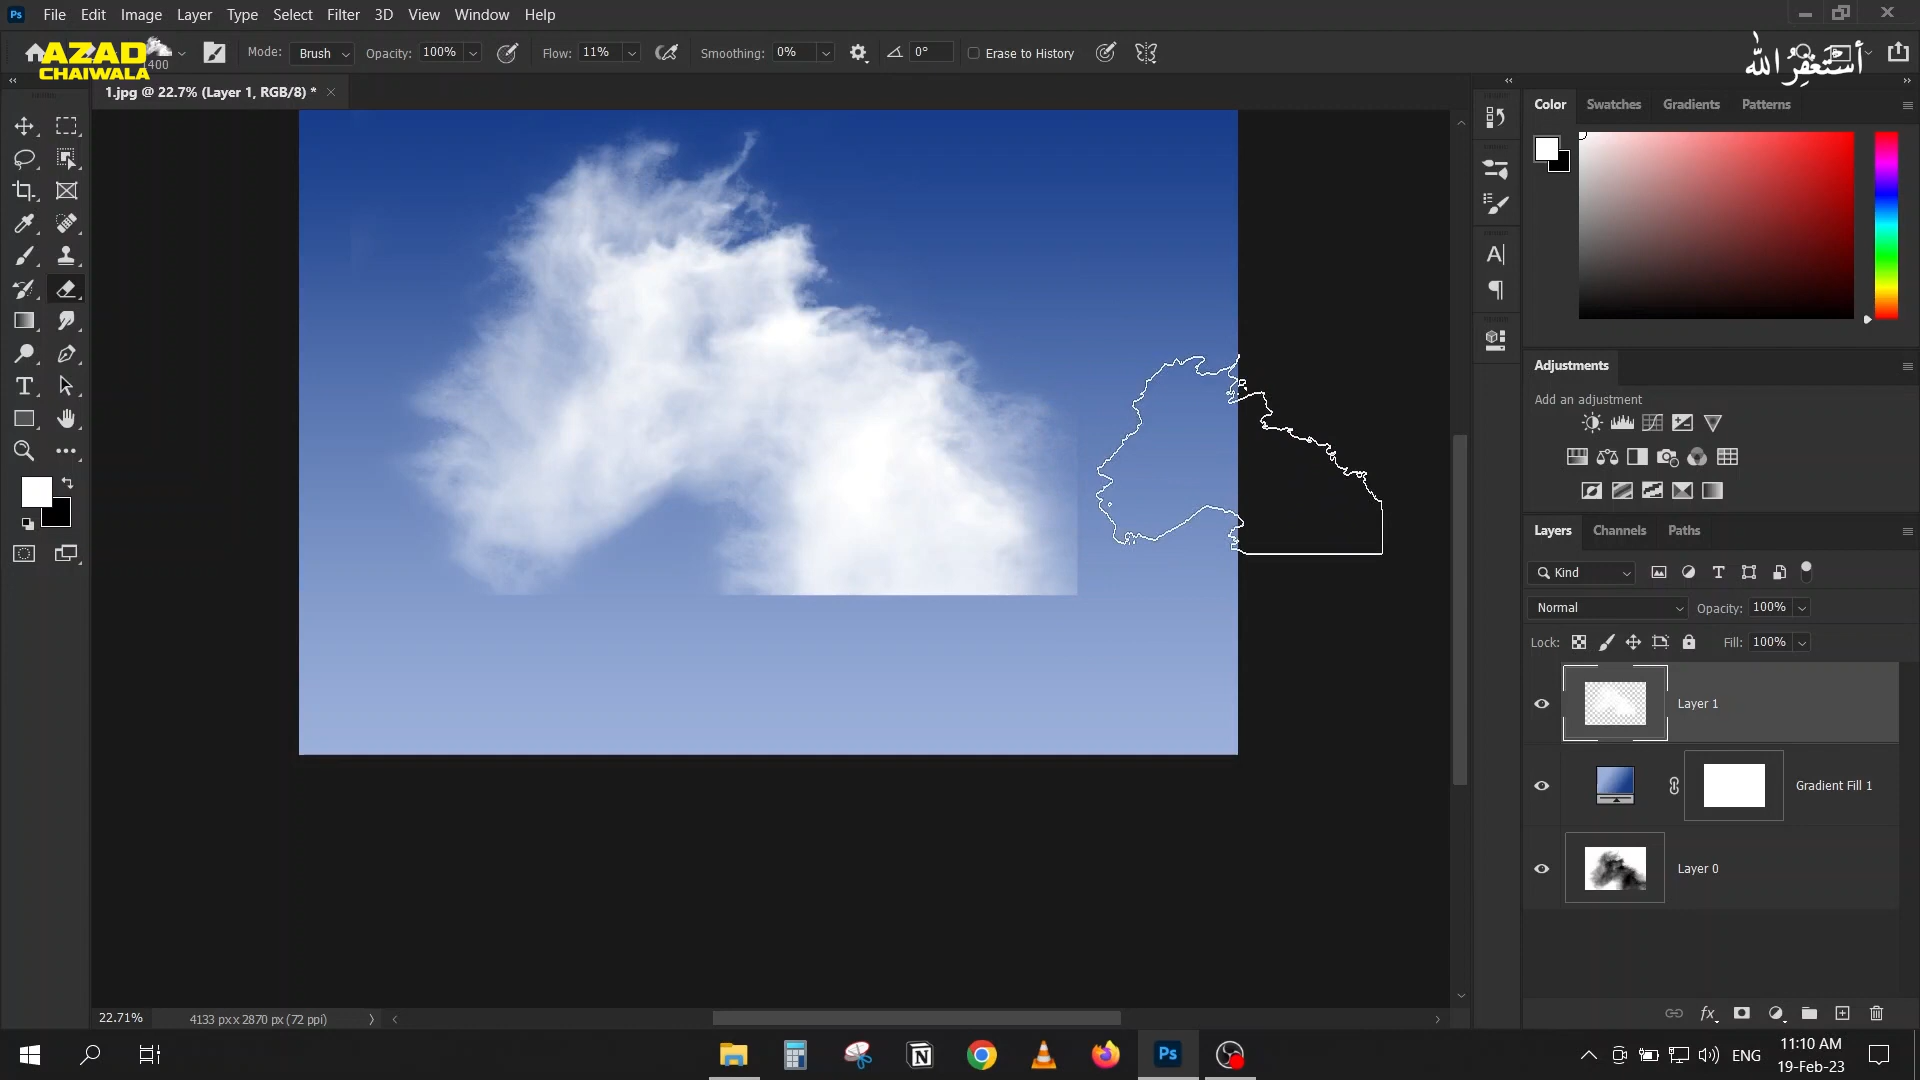 Ps File Edit Image Layer Type Select Filter 3D View Window Help
AZAD
CHAIWALA
1400
Mode: Brush Opacity: 100% Flow: 11% Smoothing: 0% 0° Erase to History
أستغفر الله
1.jpg @ 22.7% (Layer 1, RGB/8) *
Color Swatches Gradients Patterns
Adjustments
Add an adjustment
Layers Channels Paths
Kind
Normal Opacity: 100%
Lock: Fill: 100%
Layer 1
Gradient Fill 1
Layer 0
22.71% 4133 px x 2870 px (72 ppi)
ENG
11:10 AM
19-Feb-23